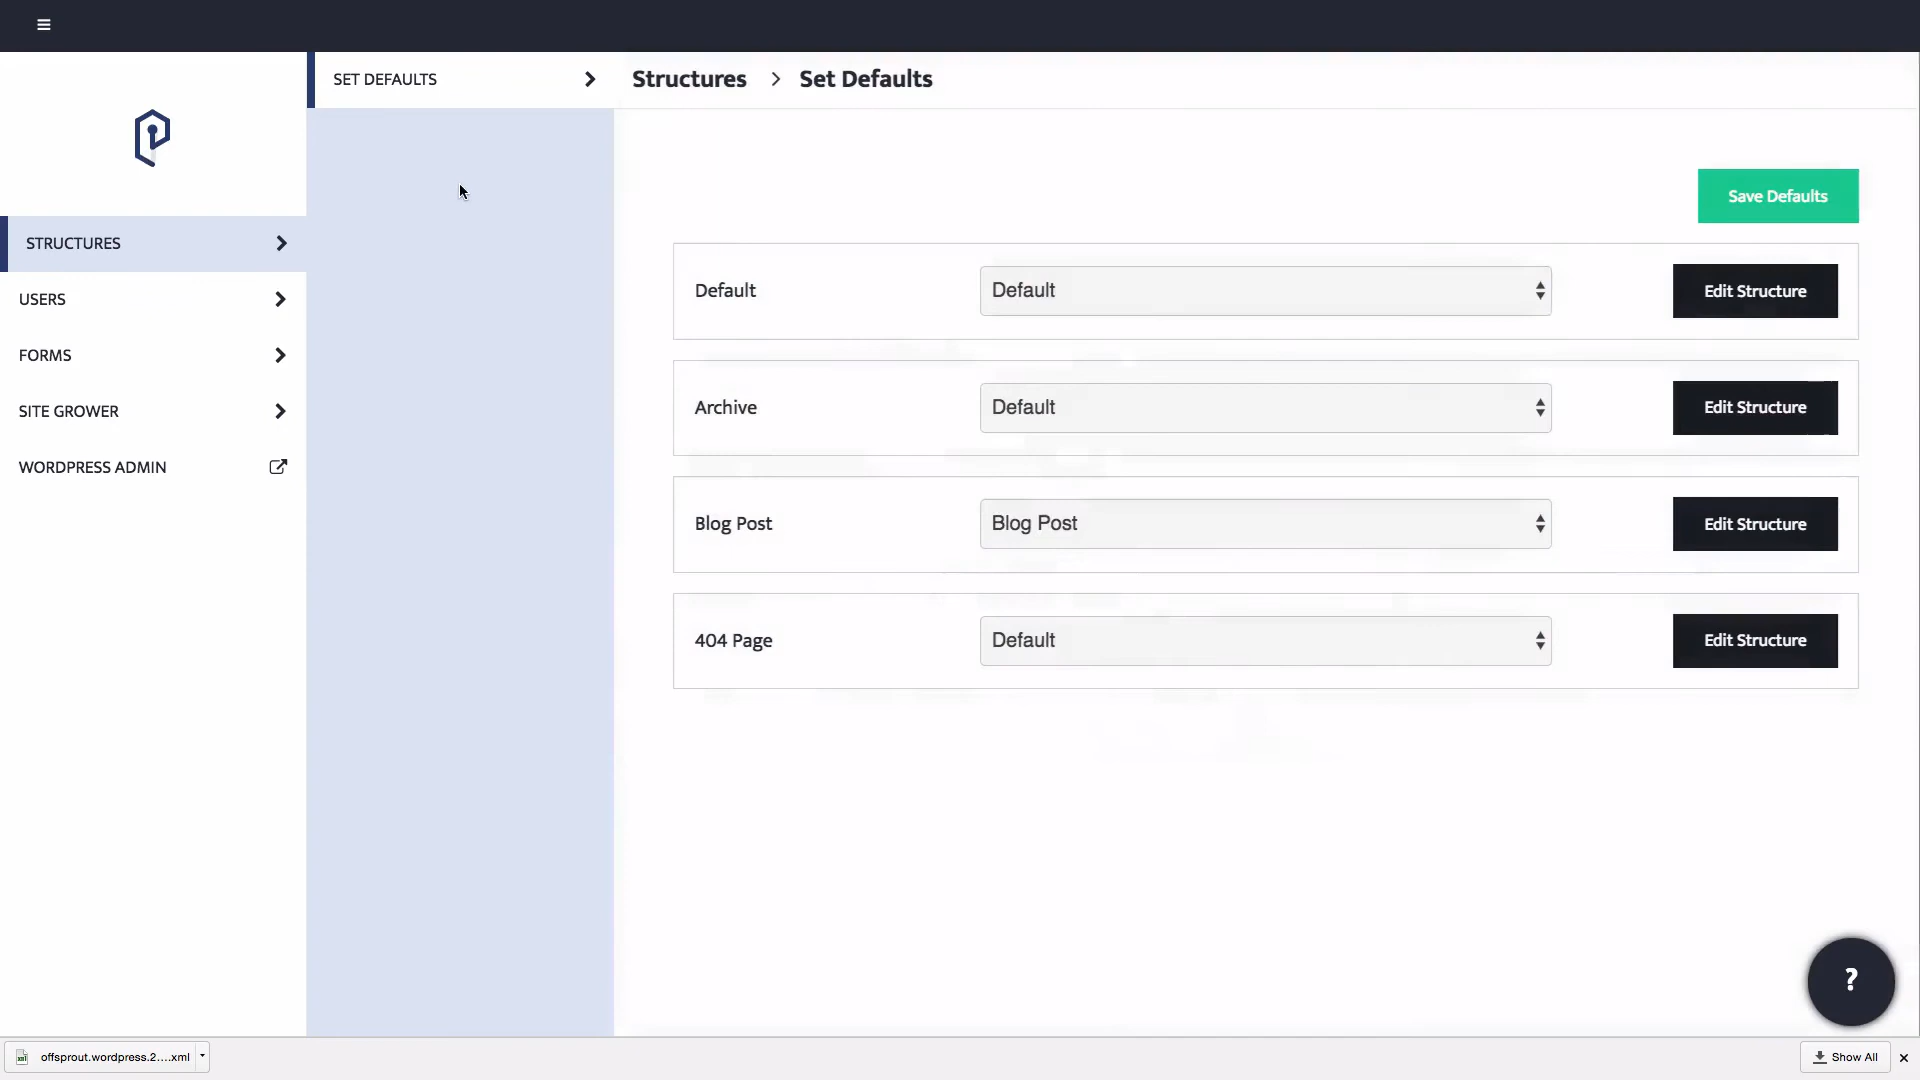 SET DEFAULTS
Structures > Set Defaults
STRUCTURES
USERS
FORMS
SITE GROWER
WORDPRESS ADMIN
Save Defaults
Default Default Edit Structure
Archive Default Edit Structure
Blog Post Blog Post Edit Structure
404 Page Default Edit Structure
?
offsprout.wordpress.2....xml
Show All